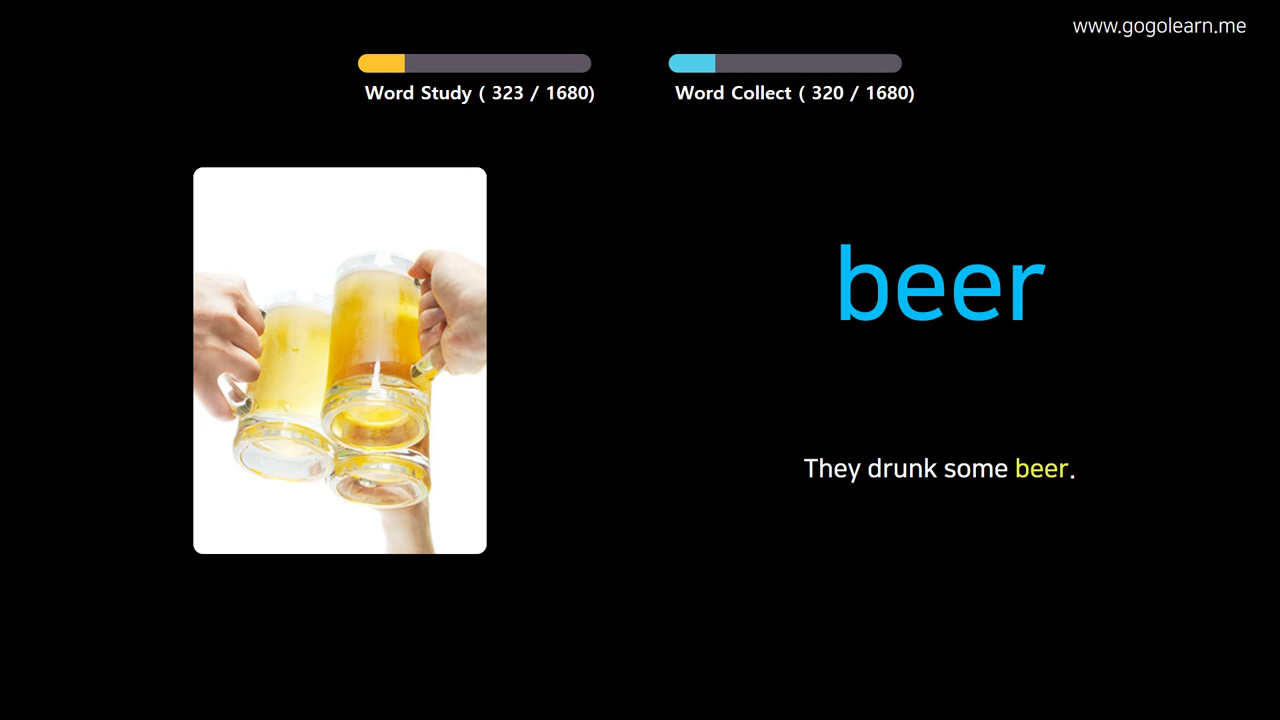 www.gogolearn.me
Word Study ( 323 / 1680)
Word Collect ( 320 / 1680)
beer
They drunk some beer.